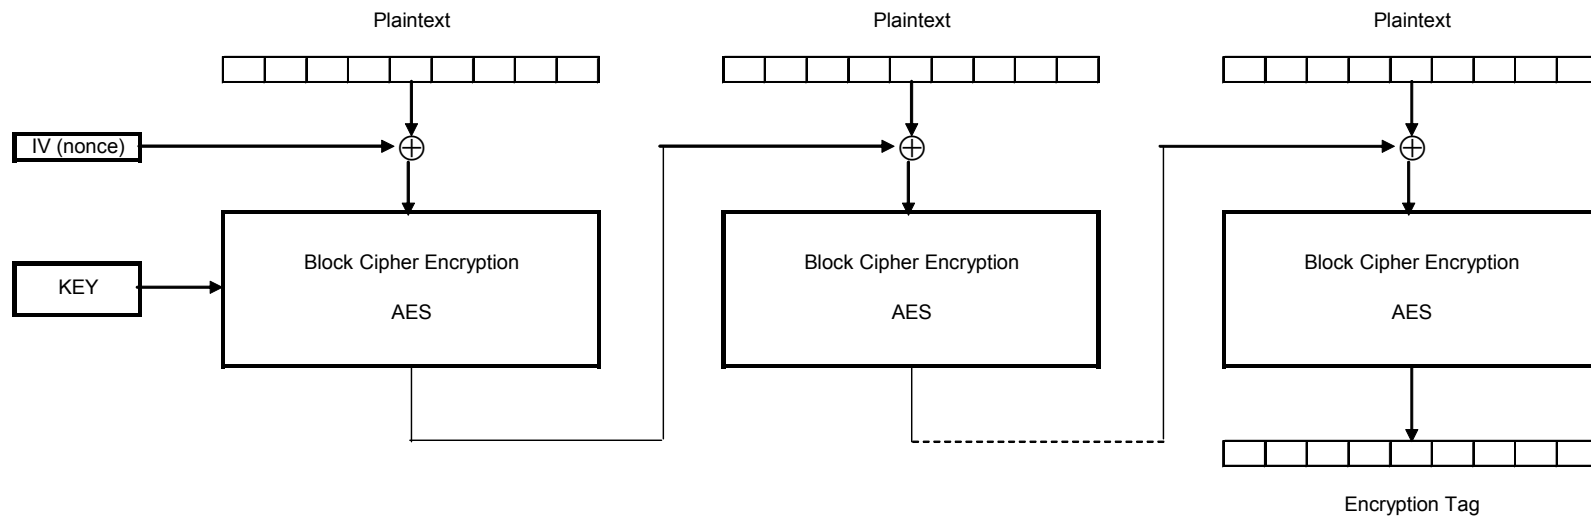 Plaintext
Plaintext
Plaintext
IV (nonce)
KEY
Block Cipher Encryption
AES
Block Cipher Encryption
AES
Block Cipher Encryption
AES
Encryption Tag